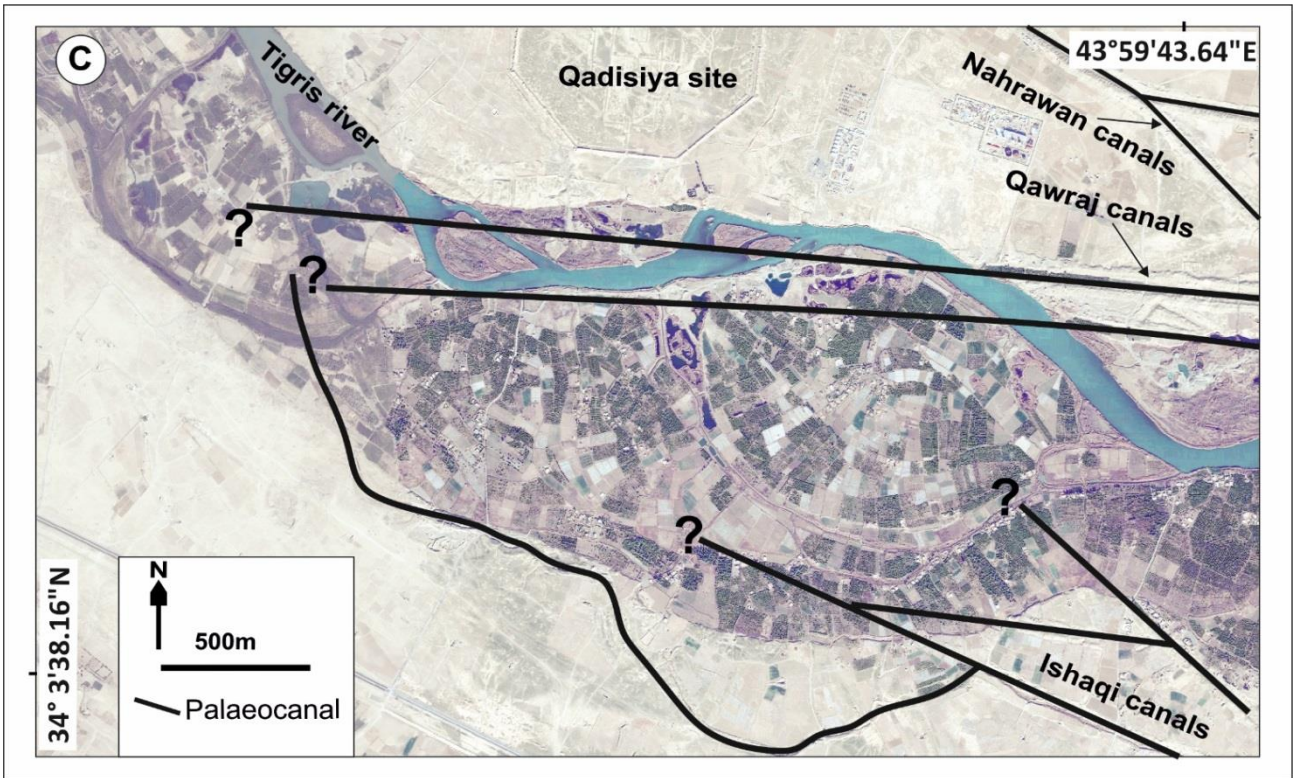 C
Tigris river
Qadisiya site
43°59'43.64"E
Nahrawan canals
Qawraj canals
?
?
?
?
Ishaqi canals
34° 3'38.16"N
N
500m
Palaeocanal